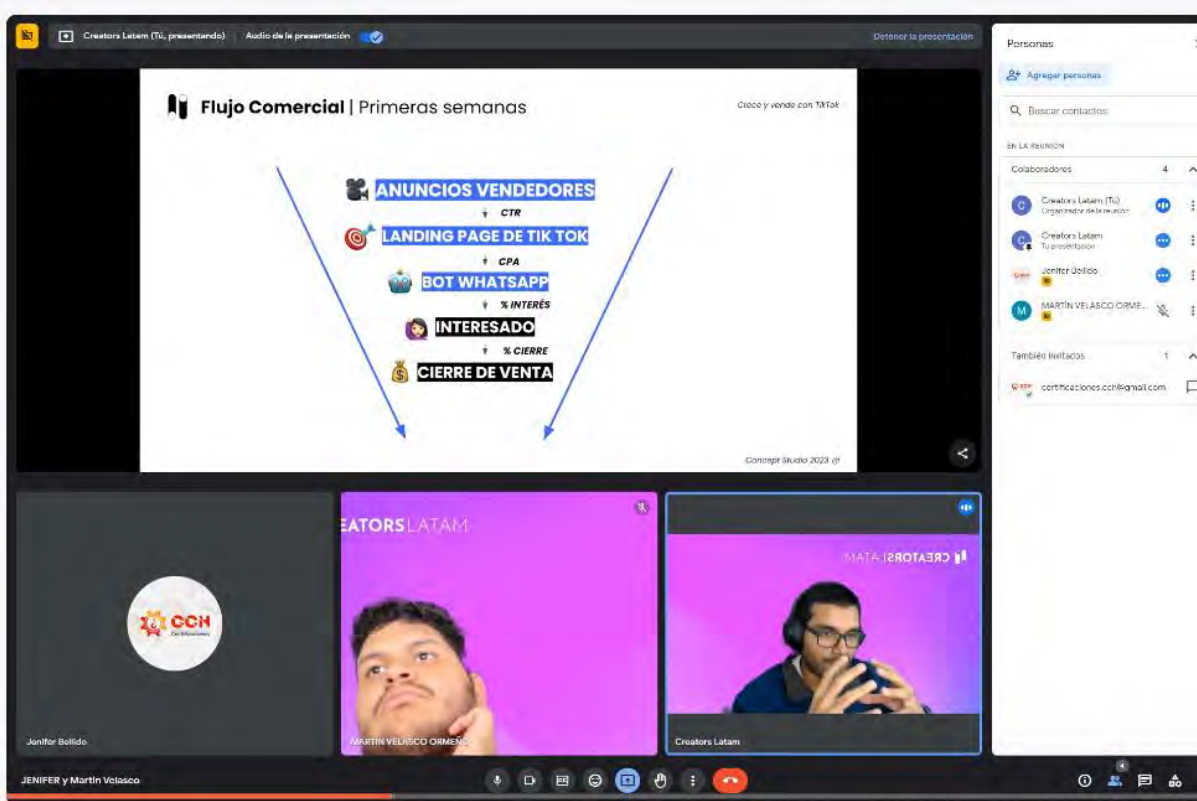 Creators Latam (Tú, presentando)
Audio de la presentación
Detener la presentación
Flujo Comercial | Primeras semanas
Crece y vende con TikTok
ANUNCIOS VENDEDORES
CTR
LANDING PAGE DE TIK TOK
CPA
BOT WHATSAPP
% INTERÉS
INTERESADO
% CIERRE
CIERRE DE VENTA
Concept Studio 2023 @
Personas
Agregar personas
Buscar contactos
EN LA REUNIÓN
Colaboradores 4
Creators Latam (Tú)
Organizador de la reunión
Creators Latam
Tu presentación
Jenifer Bellido
MARTÍN VELASCO ORME...
También invitados 1
certificaciones.cch@gmail.com
CCH
Certificaciones
Jenifer Bellido
EATORS LATAM
MARTÍN VELASCO ORMEÑO
CREATORS LATAM
Creators Latam
JENIFER y Martín Velasco
4